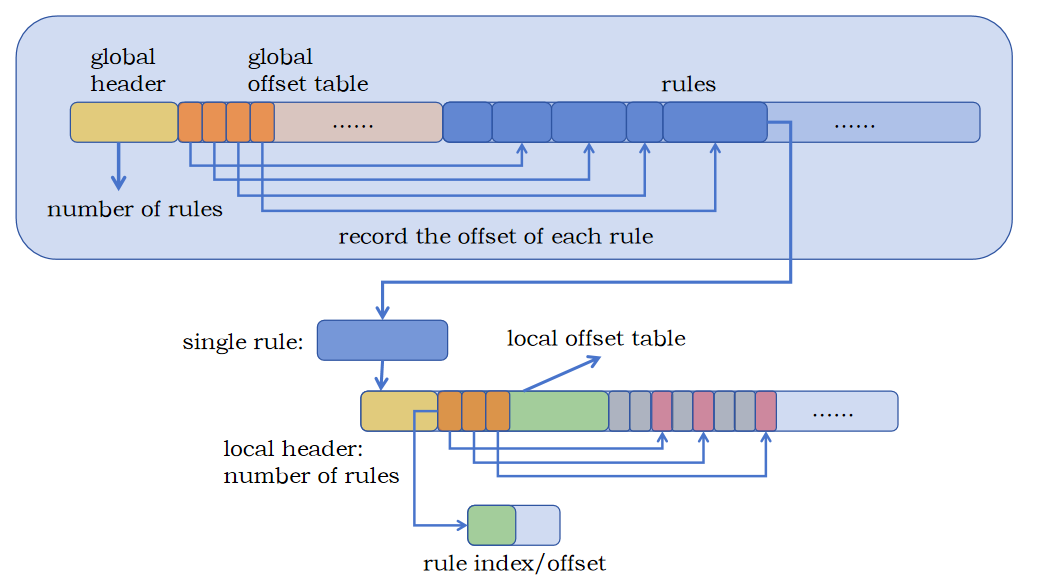 global
header
global
offset table
rules
......
......
number of rules
record the offset of each rule
single rule:
local offset table
......
local header:
number of rules
rule index/offset